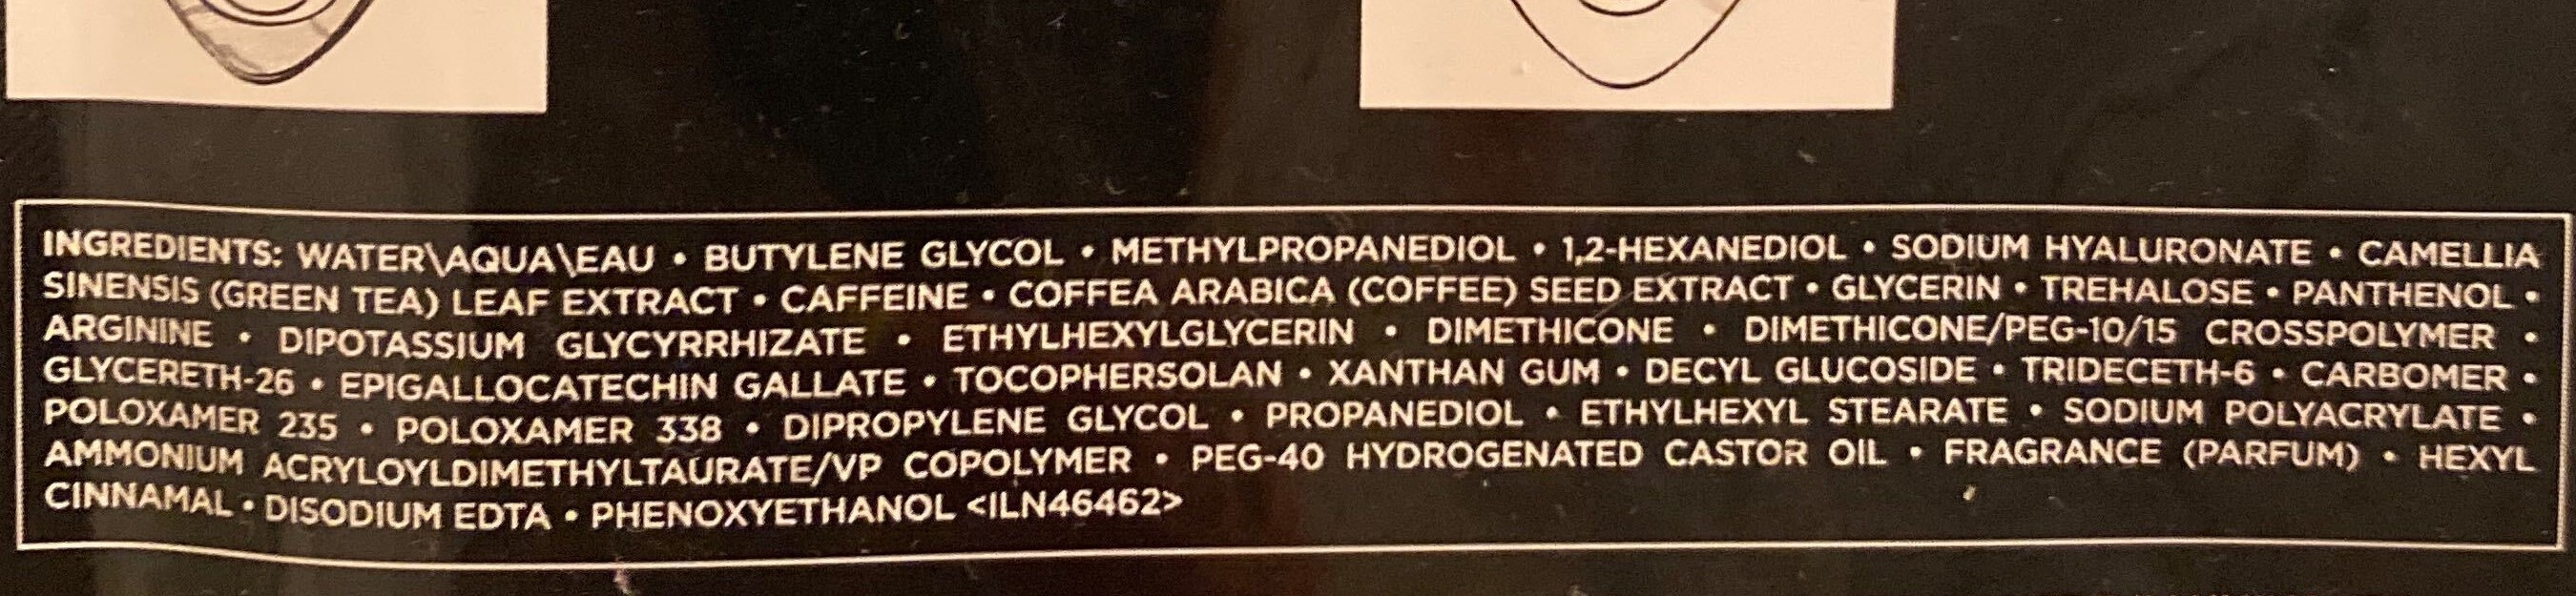 INGREDIENTS: WATER\AQUA\EAU • BUTYLENE GLYCOL • METHYLPROPANEDIOL • 1,2-HEXANEDIOL • SODIUM HYALURONATE • CAMELLIA
SINENSIS (GREEN TEA) LEAF EXTRACT • CAFFEINE • COFFEA ARABICA (COFFEE) SEED EXTRACT • GLYCERIN • TREHALOSE • PANTHENOL •
ARGININE • DIPOTASSIUM GLYCYRRHIZATE • ETHYLHEXYLGLYCERIN • DIMETHICONE • DIMETHICONE/PEG-10/15 CROSSPOLYMER •
GLYCERETH-26 • EPIGALLOCATECHIN GALLATE • TOCOPHERSOLAN • XANTHAN GUM • DECYL GLUCOSIDE • TRIDECETH-6 • CARBOMER •
POLOXAMER 235 • POLOXAMER 338 • DIPROPYLENE GLYCOL • PROPANEDIOL • ETHYLHEXYL STEARATE • SODIUM POLYACRYLATE •
AMMONIUM ACRYLOYLDIMETHYLTAURATE/VP COPOLYMER • PEG-40 HYDROGENATED CASTOR OIL • FRAGRANCE (PARFUM) • HEXYL
CINNAMAL • DISODIUM EDTA • PHENOXYETHANOL <ILN46462>